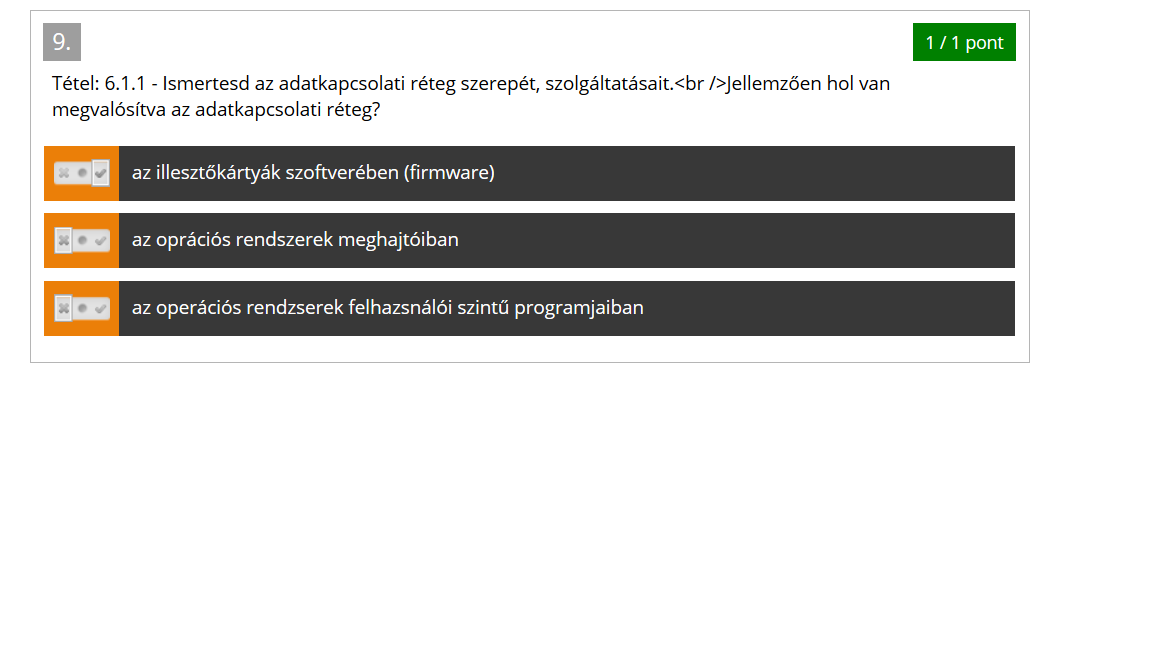 9.
1 / 1 pont
Tétel: 6.1.1 - Ismertesd az adatkapcsolati réteg szerepét, szolgáltatásait.<br />Jellemzően hol van
megvalósítva az adatkapcsolati réteg?
az illesztőkártyák szoftverében (firmware)
az oprációs rendszerek meghajtóiban
az operációs rendzserek felhazsnálói szintű programjaiban